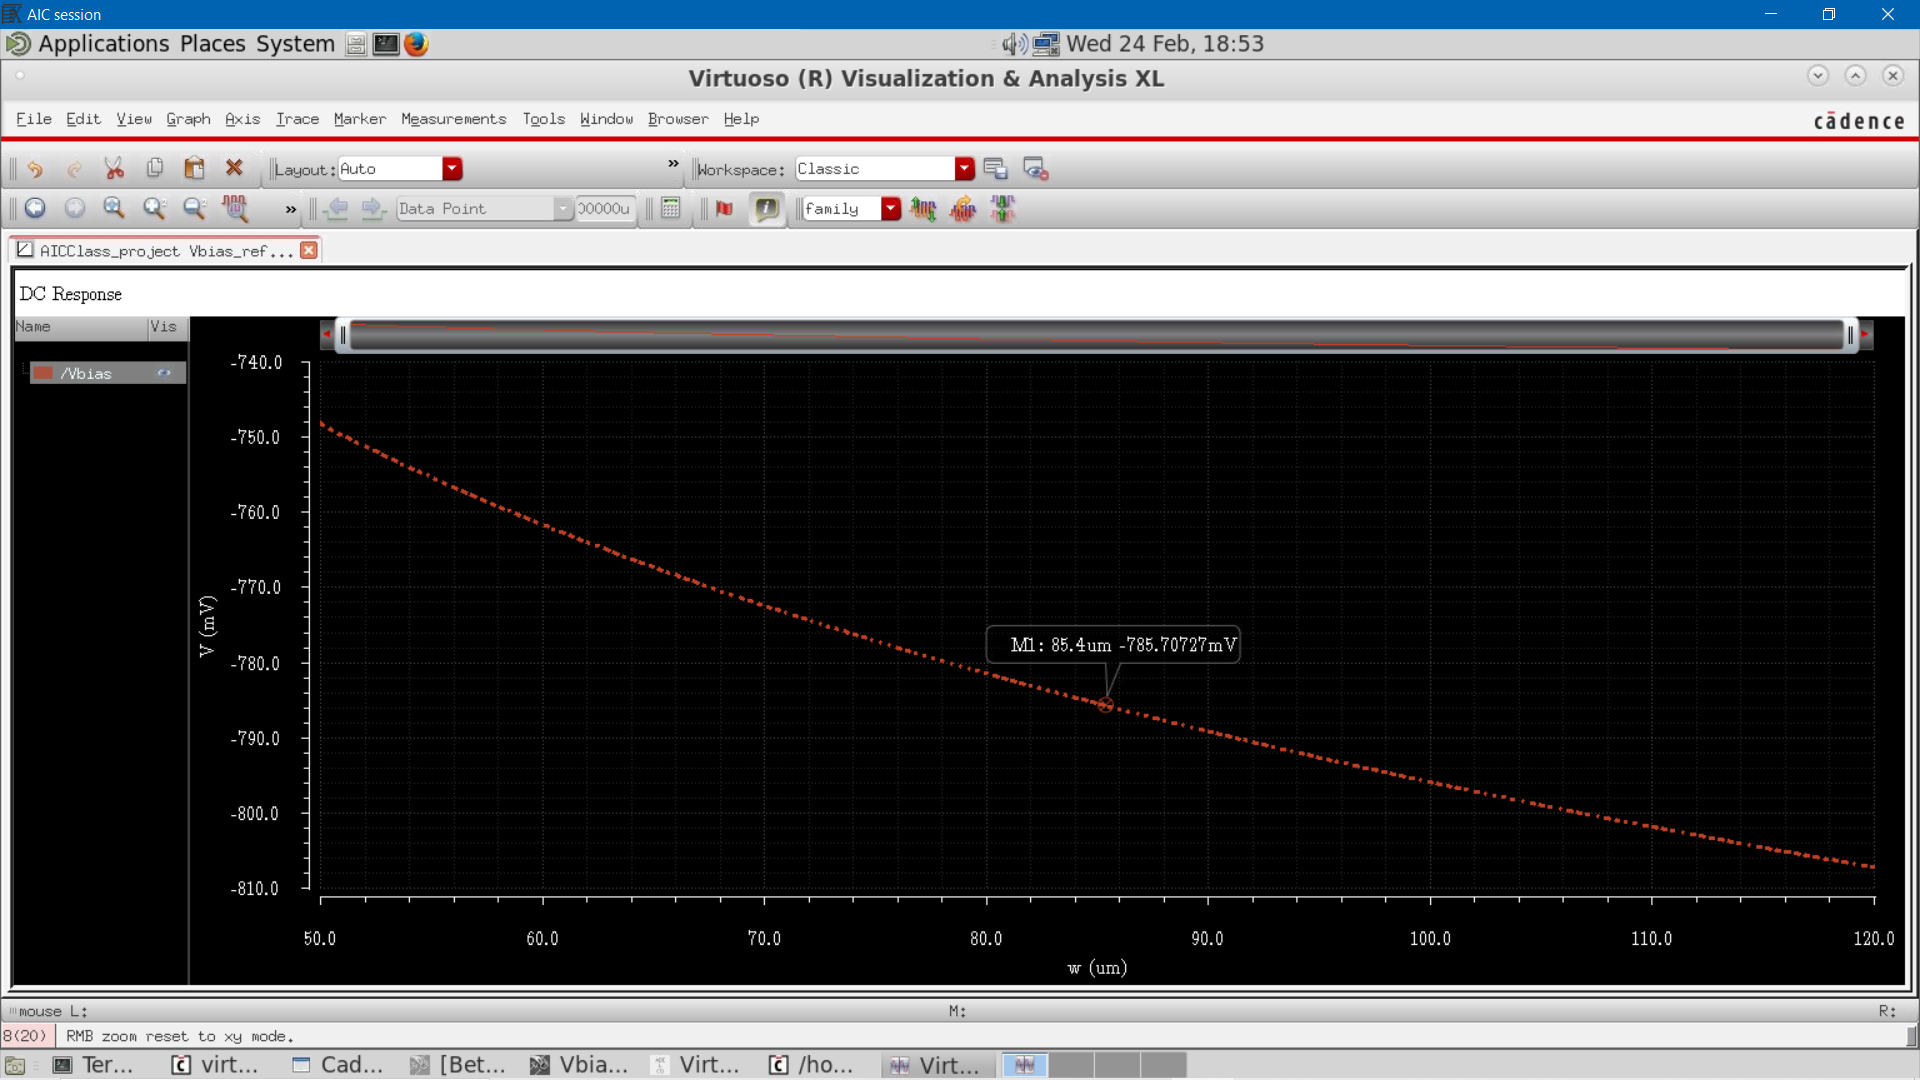 AIC session
Applications Places System
Wed 24 Feb, 18:53
Virtuoso (R) Visualization & Analysis XL
File Edit View Graph Axis Trace Marker Measurements Tools Window Browser Help
cādence
Layout: Auto
»
Workspace: Classic
»
Data Point
00000u
family
AICClass_project Vbias_ref...
DC Response
Name Vis
/Vbias
-740.0
-750.0
-760.0
-770.0
-780.0
-790.0
-800.0
-810.0
V (mV)
M1: 85.4um -785.70727mV
50.0 60.0 70.0 80.0 90.0 100.0 110.0 120.0
w (um)
mouse L: M: R:
8(20) RMB zoom reset to xy mode.
Ter... virt... Cad... [Bet... Vbia... Virt... /ho... Virt...